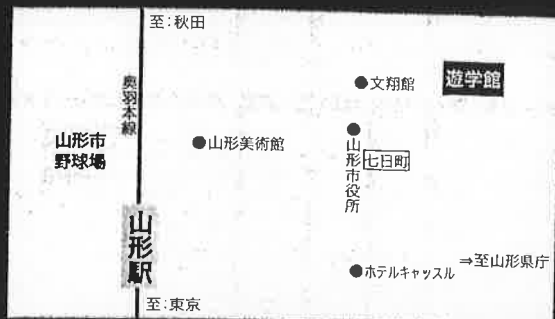 至:秋田
奥羽本線
文翔館
遊学館
山形市
野球場
山形美術館
山形市役所
七日町
山形駅
ホテルキャッスル
⇒至山形県庁
至:東京